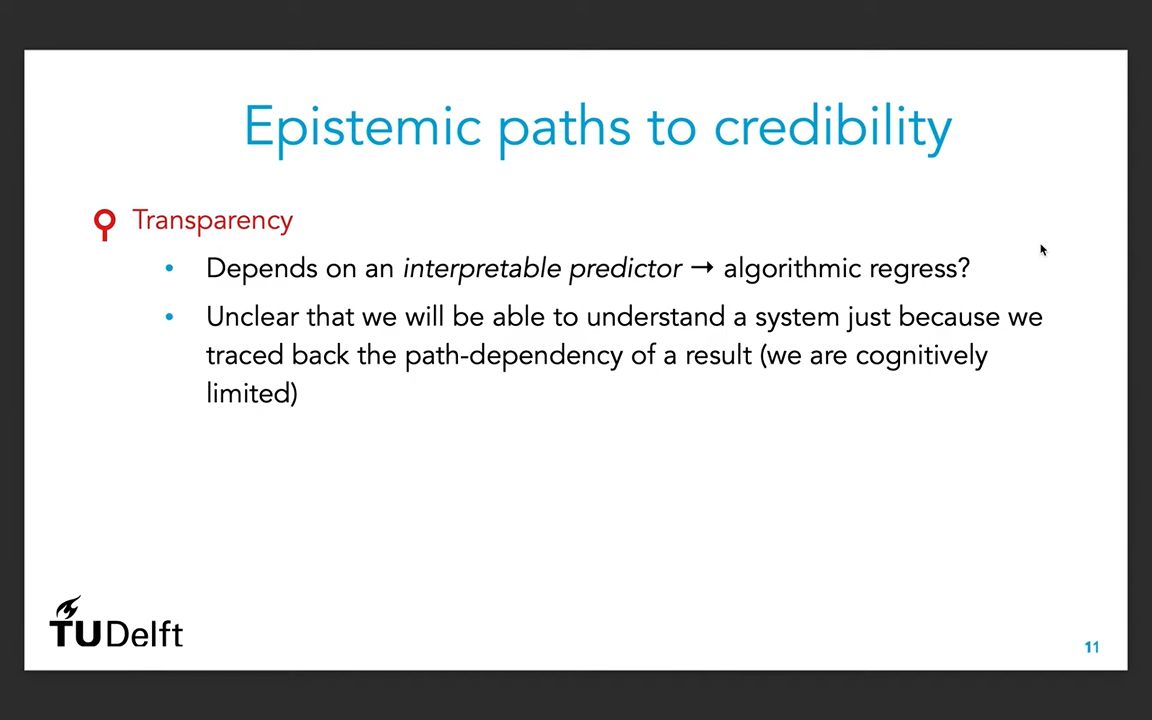 Epistemic paths to credibility
Transparency
• Depends on an interpretable predictor → algorithmic regress?
• Unclear that we will be able to understand a system just because we
traced back the path-dependency of a result (we are cognitively
limited)
TUDelft
11